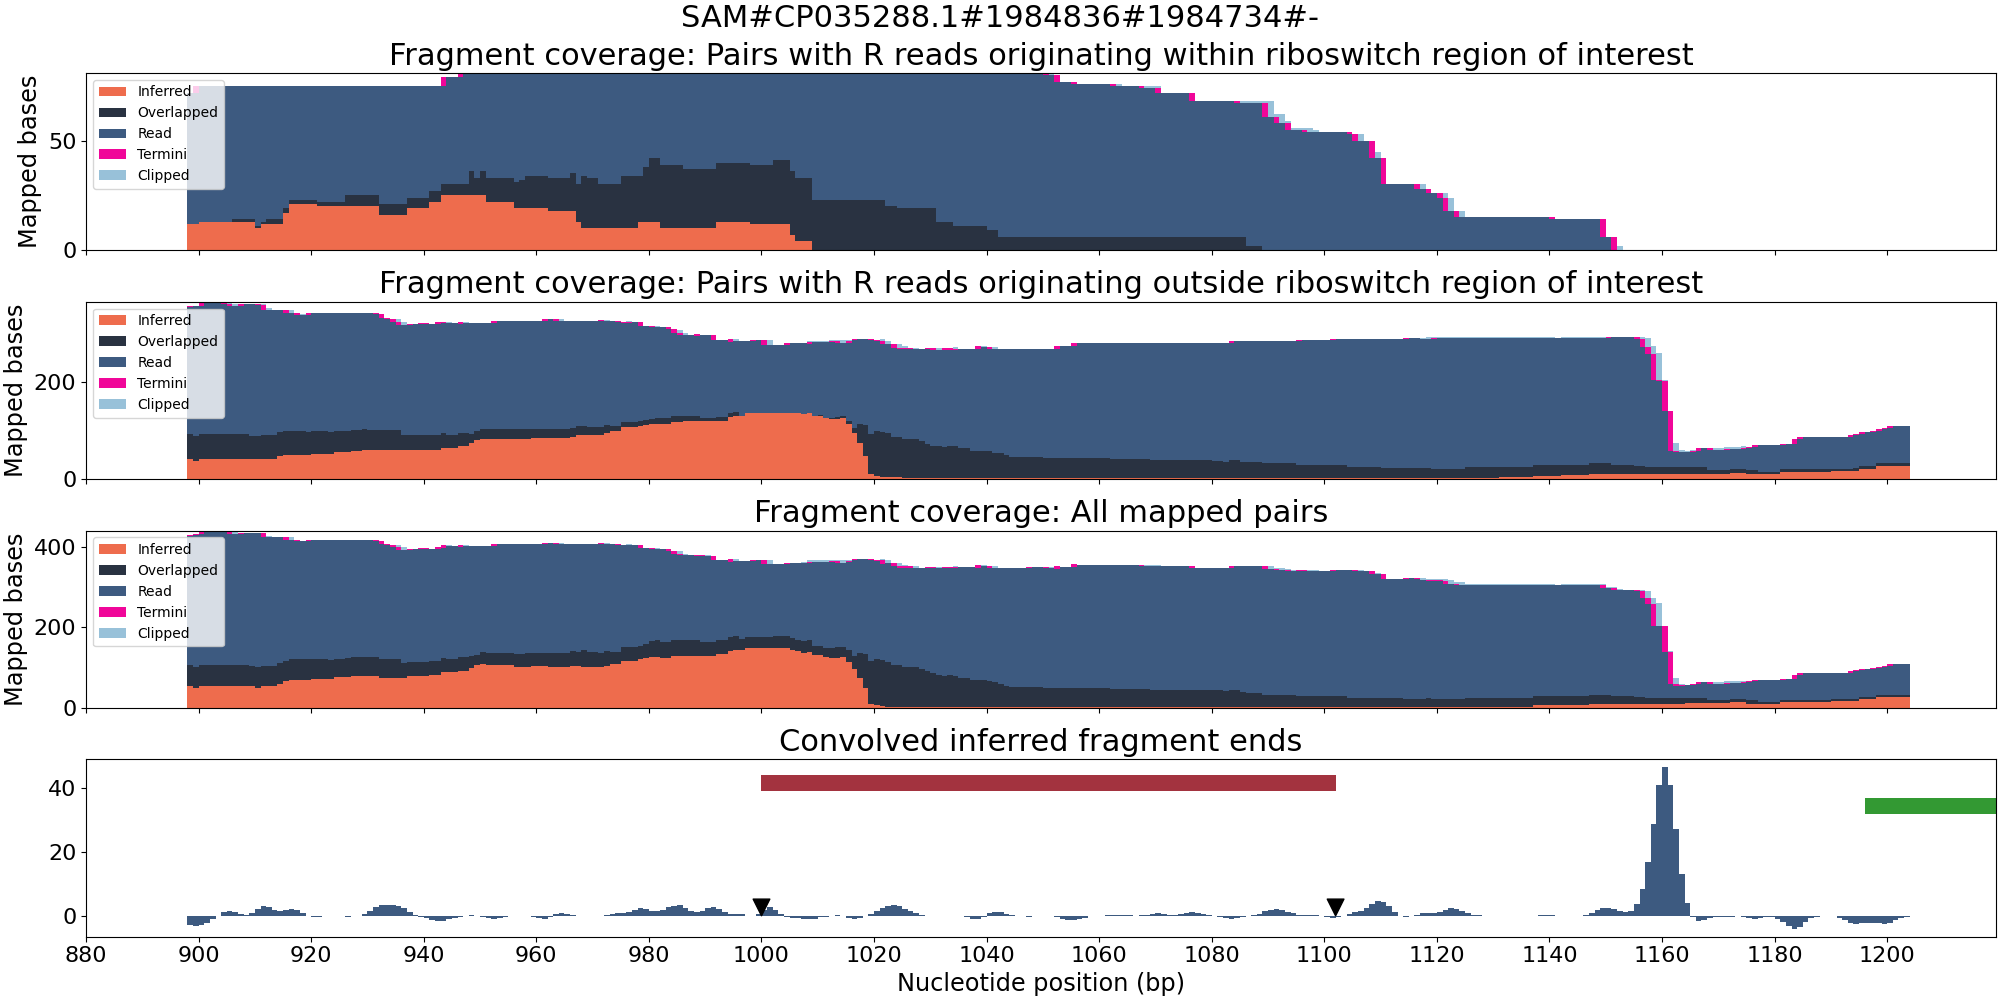 SAM#CP035288.1#1984836#1984734#-
Fragment coverage: Pairs with R reads originating within riboswitch region of interest
Mapped bases
50
0
Inferred
Overlapped
Read
Termini
Clipped
Fragment coverage: Pairs with R reads originating outside riboswitch region of interest
Mapped bases
200
0
Inferred
Overlapped
Read
Termini
Clipped
Fragment coverage: All mapped pairs
Mapped bases
400
200
0
Inferred
Overlapped
Read
Termini
Clipped
Convolved inferred fragment ends
40
20
0
880 900 920 940 960 980 1000 1020 1040 1060 1080 1100 1120 1140 1160 1180 1200
Nucleotide position (bp)